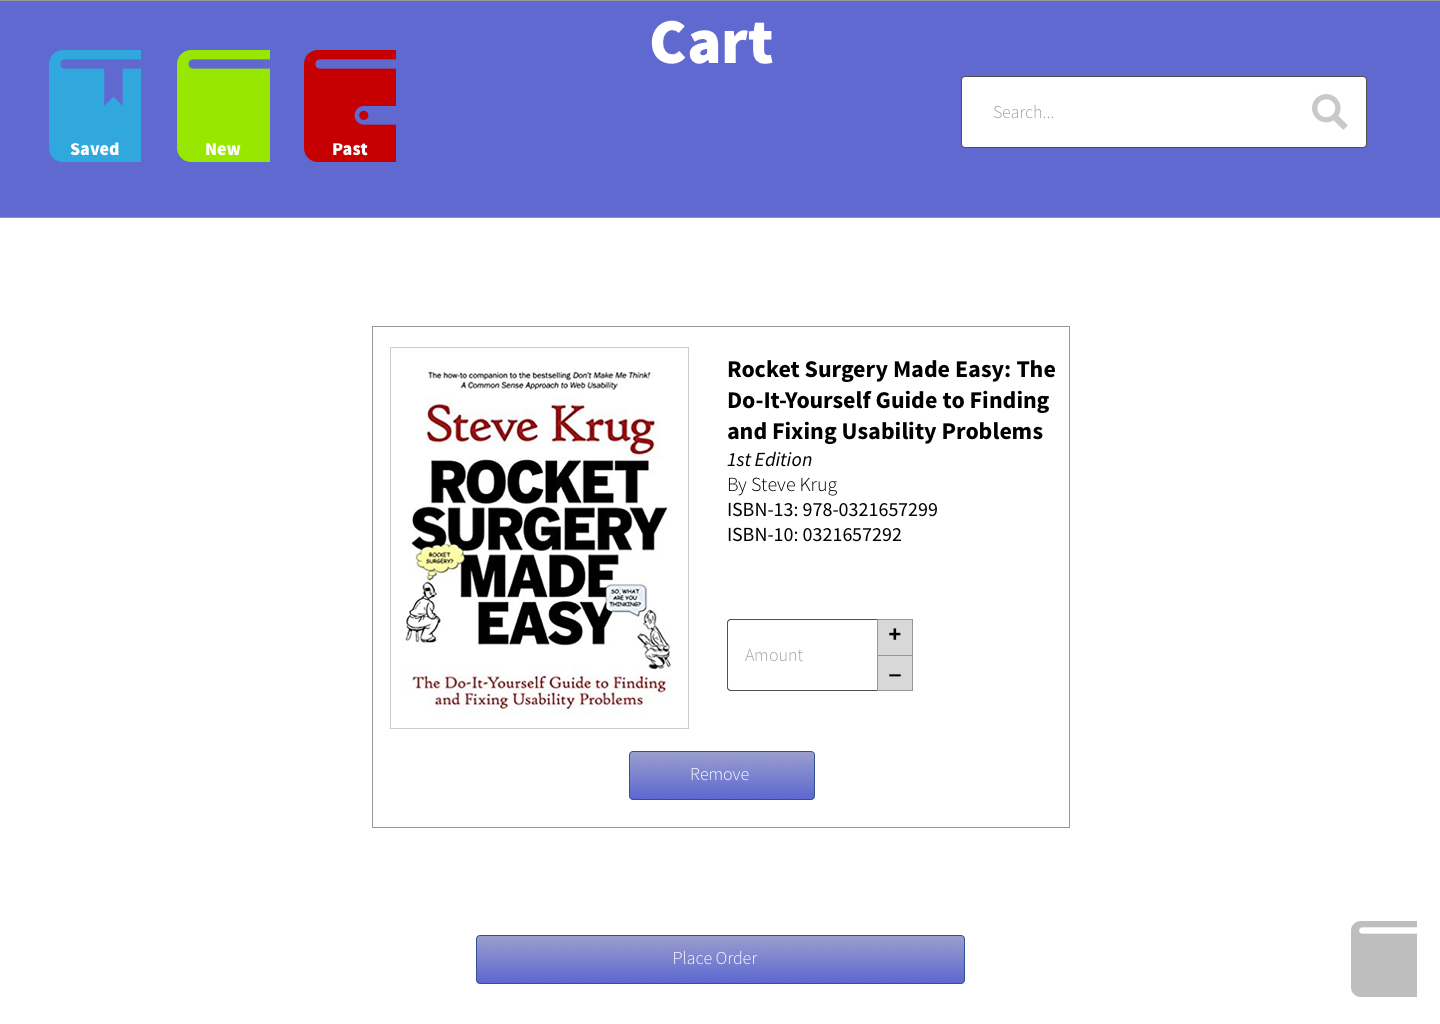 Cart
Saved
New
Past
Search...
The how-to companion to the bestselling Don't Make Me Think!
A Common Sense Approach to Web Usability
Steve Krug
ROCKET
SURGERY
MADE
EASY
ROCKET
SURGERY?
SO, WHAT
ARE YOU
THINKING?
The Do-It-Yourself Guide to Finding
and Fixing Usability Problems
Rocket Surgery Made Easy: The
Do-It-Yourself Guide to Finding
and Fixing Usability Problems
1st Edition
By Steve Krug
ISBN-13: 978-0321657299
ISBN-10: 0321657292
Amount
+
–
Remove
Place Order